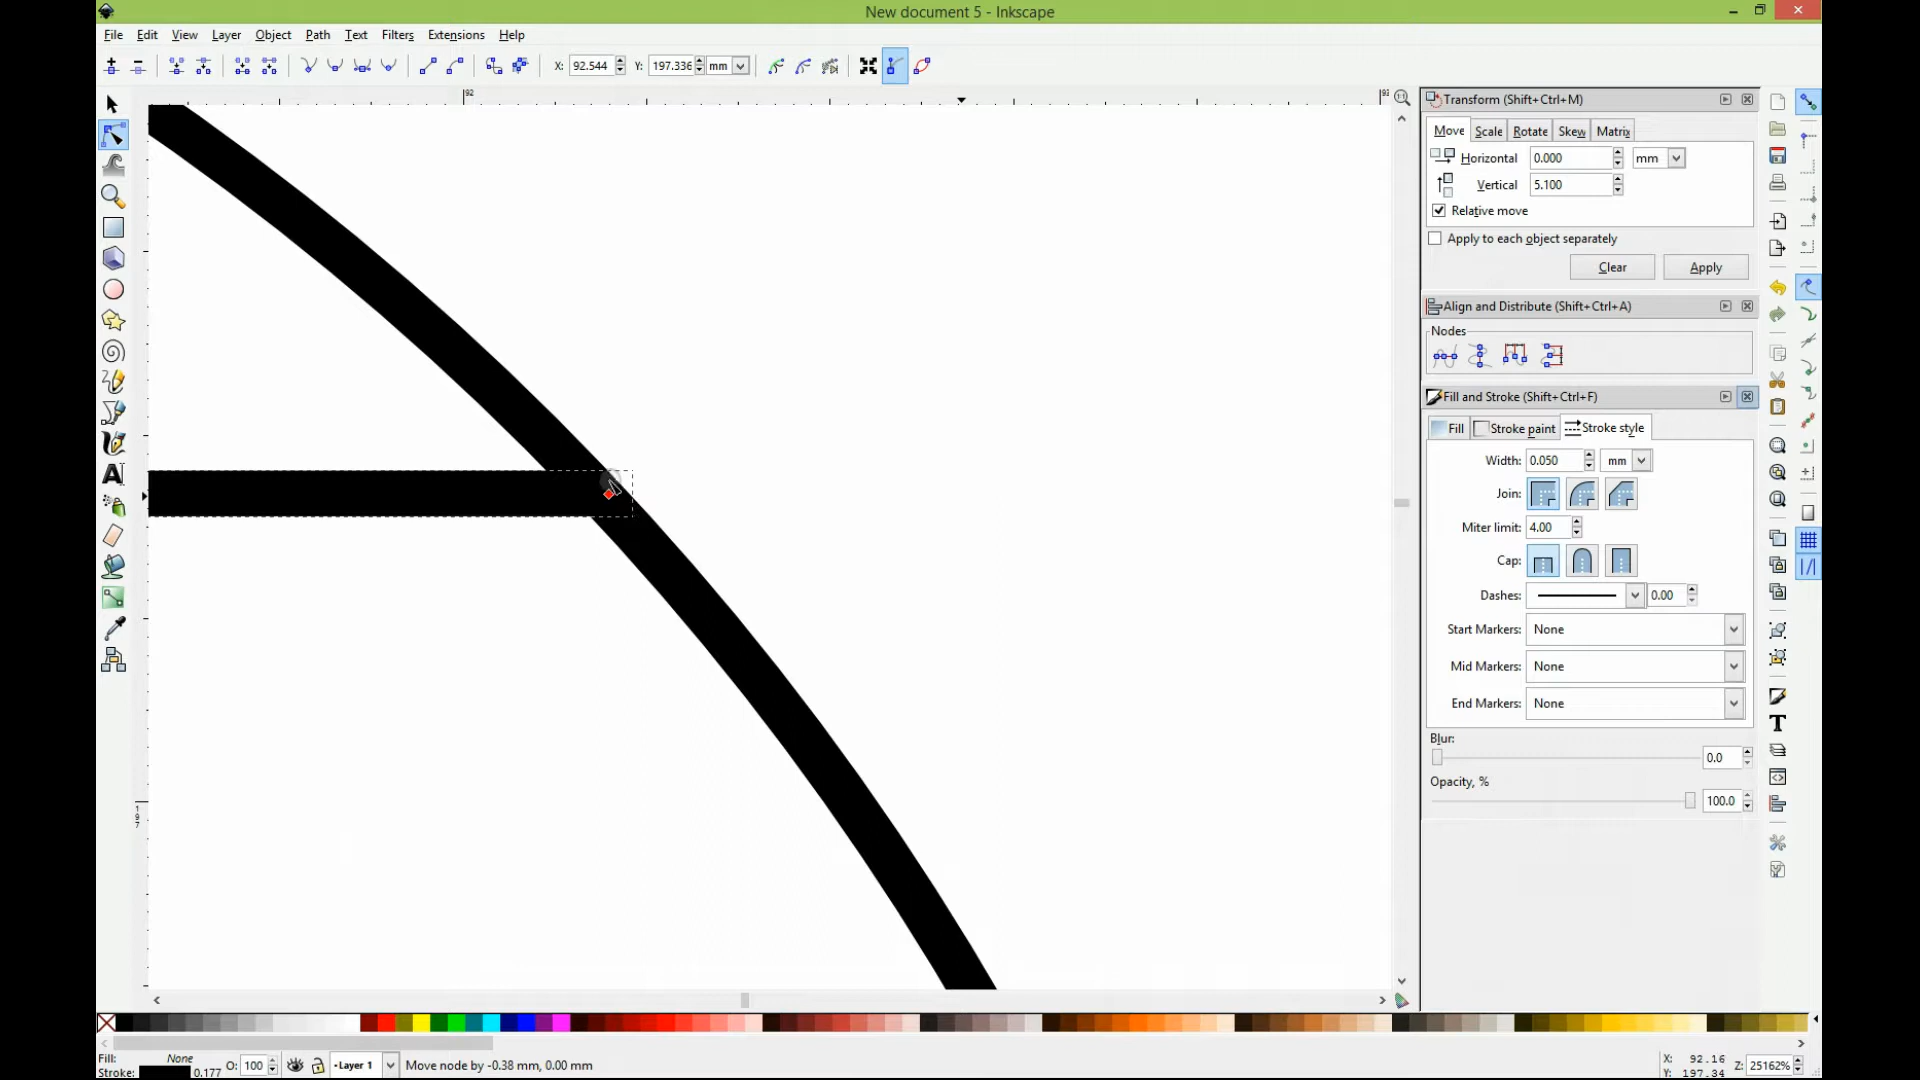 New document 5 - Inkscape
File Edit View Layer Object Path Text Filters Extensions Help
X: 92.544 Y: 197.336 mm
92
Transform (Shift+Ctrl+M)
Move Scale Rotate Skew Matrix
Horizontal 0.000 mm
Vertical 5.100
Relative move
Apply to each object separately
Clear Apply
Align and Distribute (Shift+Ctrl+A)
Nodes
Fill and Stroke (Shift+Ctrl+F)
Fill Stroke paint Stroke style
Width: 0.050 mm
Join:
Miter limit: 4.00
Cap:
Dashes: 0.00
Start Markers: None
Mid Markers: None
End Markers: None
Blur:
0.0
Opacity, %
100.0
197
Fill: None
Stroke: 0.177 O: 100 Layer 1 Move node by -0.38 mm, 0.00 mm
X: 92.16
Y: 197.34
Z: 25162%